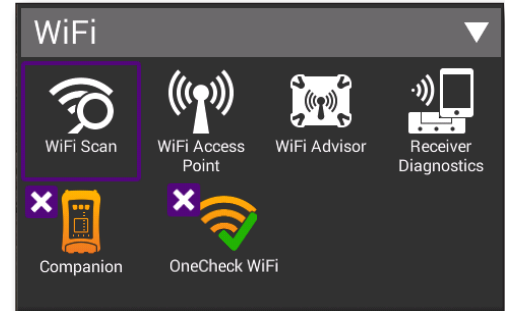 WiFi
WiFi Scan
WiFi Access
Point
WiFi Advisor
Receiver
Diagnostics
Companion
OneCheck WiFi